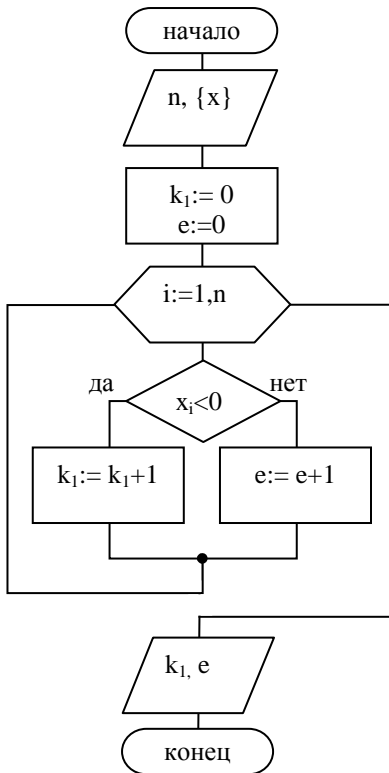 начало
n, {x}
k₁:= 0
e:=0
i:=1,n
да
нет
xᵢ<0
k₁:= k₁+1
e:= e+1
k₁, e
конец